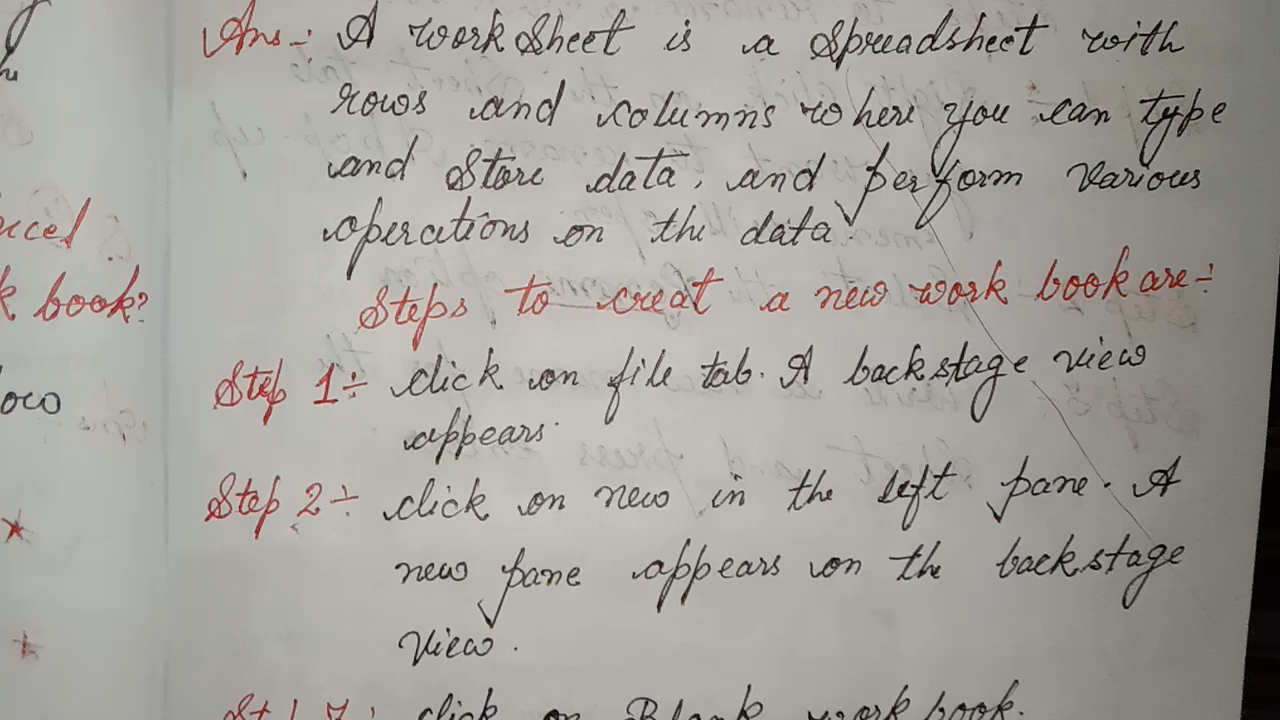 Ans -: A work Sheet is a Spreadsheet with
rows and columns where you can type
and Store data, and perform various
operations on the data.
Steps to creat a new work book are ÷
Step 1 ÷ click on file tab. A backstage view
appears.
Step 2 ÷ click on new in the left pane. A
new pane appears on the backstage
view.
click on Blank work book.
book?